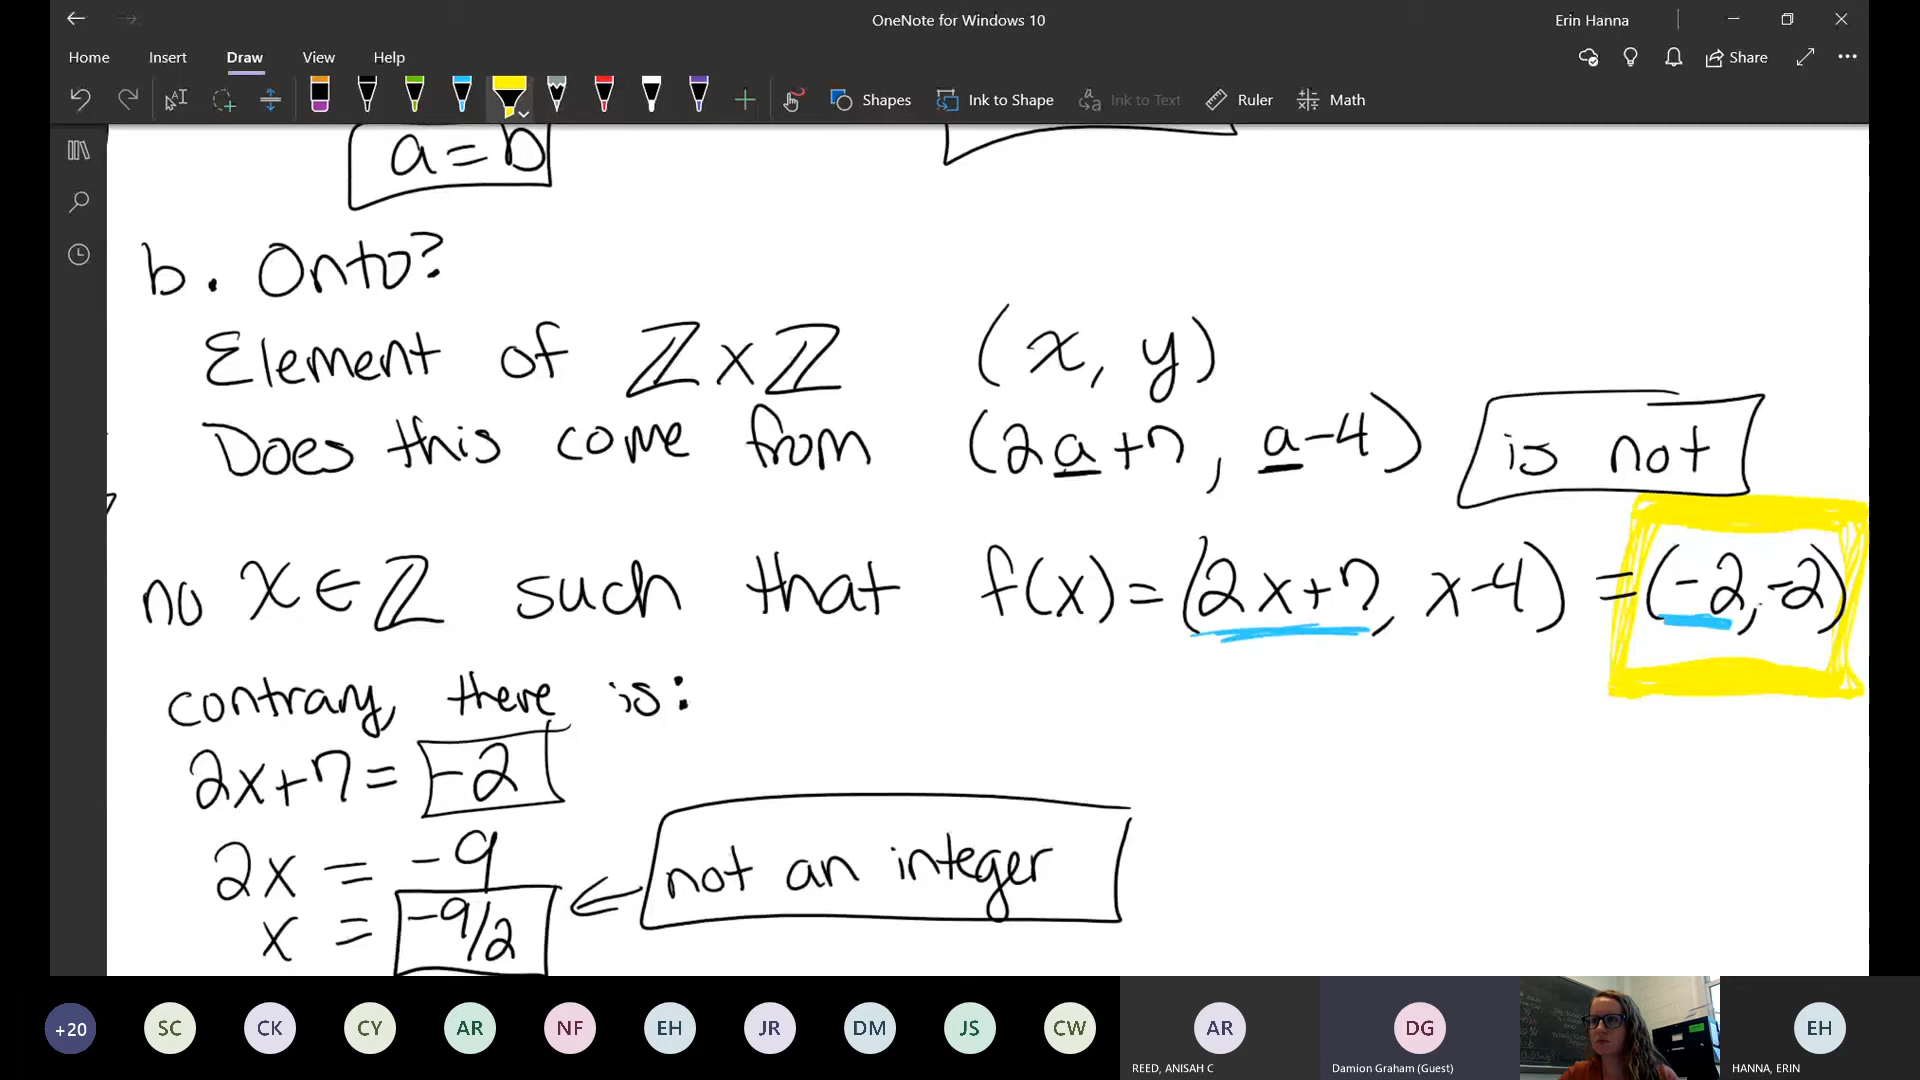 OneNote for Windows 10
Erin Hanna
Home Insert Draw View Help
Share
Shapes Ink to Shape Ink to Text Ruler Math
a = b
b. Onto?
Element of ℤ x ℤ (x, y)
Does this come from (2a+7, a-4) is not
no x ∈ ℤ such that f(x) = (2x+7, x-4) = (-2, -2)
contrary, there is:
2x+7 = -2
2x = -9
x = -9/2 ← not an integer
+20 SC CK CY AR NF EH JR DM JS CW AR DG EH
REED, ANISAH C Damion Graham (Guest) HANNA, ERIN